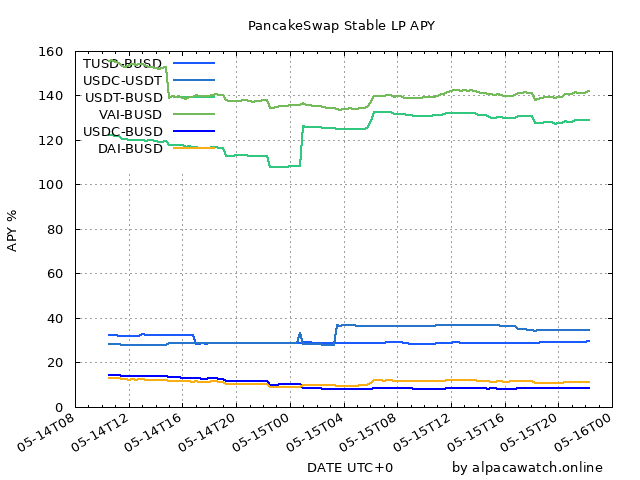 PancakeSwap Stable LP APY
160
140
120
100
80
60
40
20
0
APY %
TUSD-BUSD
USDC-USDT
USDT-BUSD
VAI-BUSD
USDC-BUSD
DAI-BUSD
05-14T08
05-14T12
05-14T16
05-14T20
05-15T00
05-15T04
05-15T08
05-15T12
05-15T16
05-15T20
05-16T00
DATE UTC+0
by alpacawatch.online